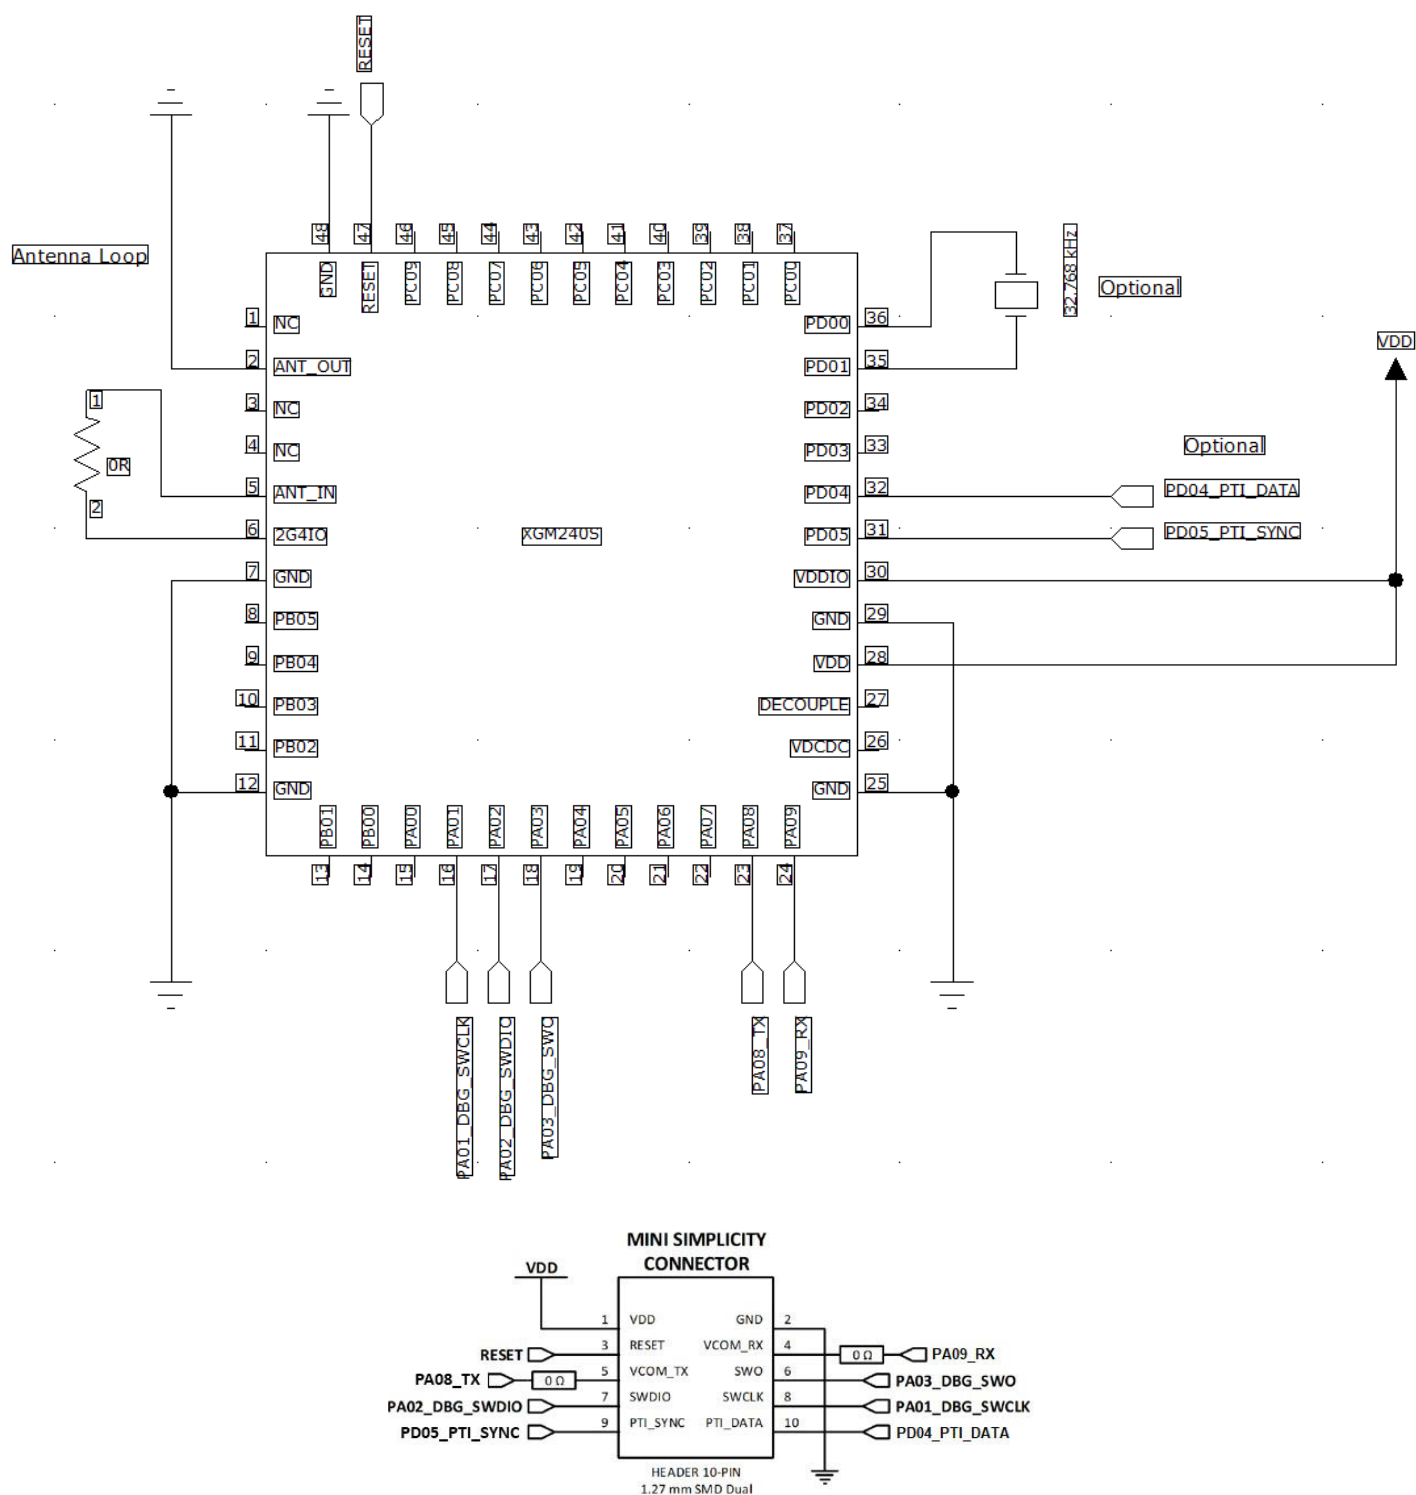 RESET
48
47
46
45
44
43
42
41
40
39
38
37
GND
RESET
PC09
PC08
PC07
PC06
PC05
PC04
PC03
PC02
PC01
PC00
Antenna Loop
32.768 kHz
Optional
1 NC
2 ANT_OUT
3 NC
4 NC
5 ANT_IN
6 2G4IO
7 GND
8 PB05
9 PB04
10 PB03
11 PB02
12 GND
1
0R
2
XGM240S
PD00 36
PD01 35
PD02 34
PD03 33
PD04 32
PD05 31
VDDIO 30
GND 29
VDD 28
DECOUPLE 27
VDCDC 26
GND 25
VDD
Optional
PD04_PTI_DATA
PD05_PTI_SYNC
PB01
PB00
PA00
PA01
PA02
PA03
PA04
PA05
PA06
PA07
PA08
PA09
13
14
15
16
17
18
19
20
21
22
23
24
PA01_DBG_SWCLK
PA02_DBG_SWDIO
PA03_DBG_SWO
PA08_TX
PA09_RX
MINI SIMPLICITY
CONNECTOR
VDD
1 VDD GND 2
RESET 3 RESET VCOM_RX 4 0 Ω PA09_RX
PA08_TX 0 Ω 5 VCOM_TX SWO 6 PA03_DBG_SWO
PA02_DBG_SWDIO 7 SWDIO SWCLK 8 PA01_DBG_SWCLK
PD05_PTI_SYNC 9 PTI_SYNC PTI_DATA 10 PD04_PTI_DATA
HEADER 10-PIN
1.27 mm SMD Dual